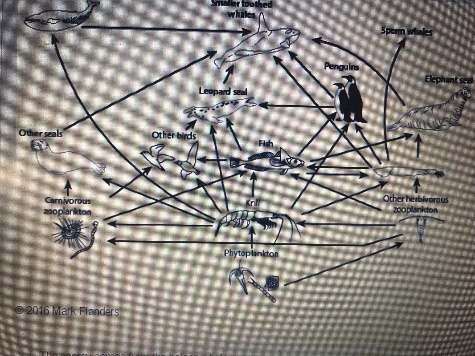 Smaller toothed
whales
Sperm whales
Penguins
Elephant seal
Leopard seal
Other seals
Other birds
Fish
Carnivorous
zooplankton
Krill
Other herbivorous
zooplankton
Phytoplankton
© 2016 Mark Flanders